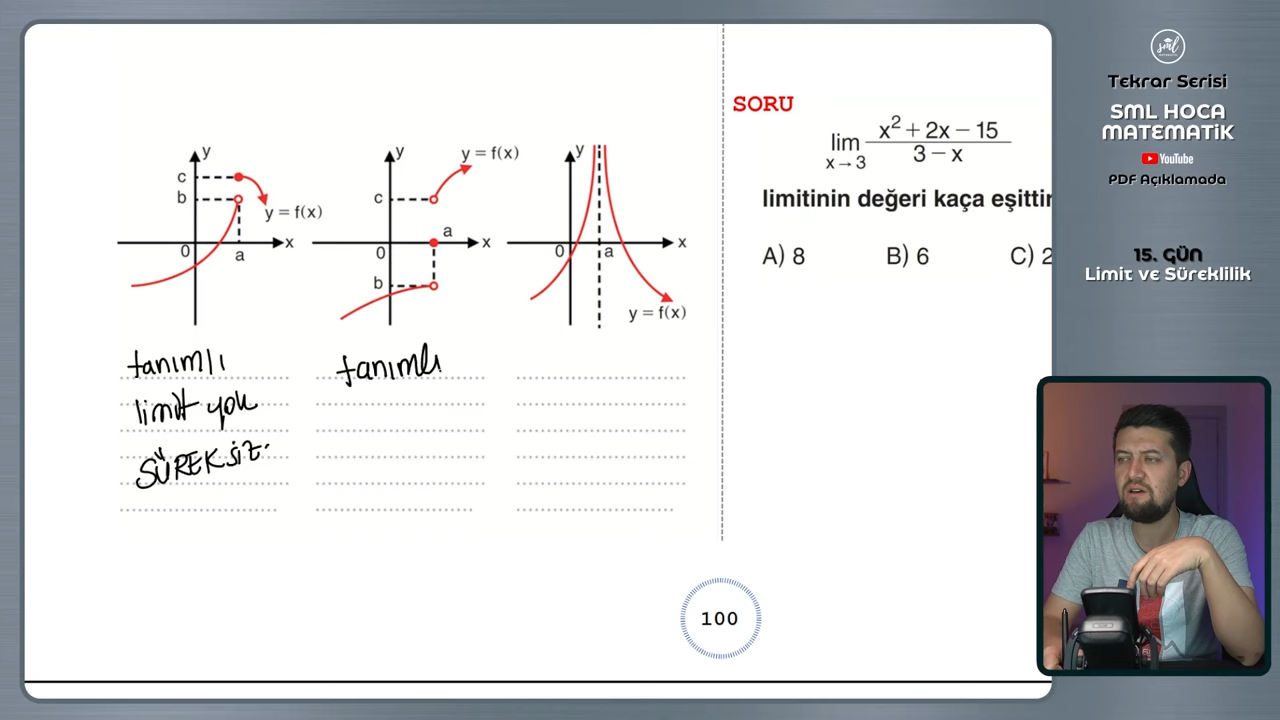 y
c
b
0
a
x
y = f(x)
y
y = f(x)
c
a
0
x
b
y
0
a
x
y = f(x)
tanımlı
limit yok
SÜREKSİZ.
tanımlı
SORU
lim x→3 x² + 2x − 15 / 3 − x
limitinin değeri kaça eşittir
A) 8 B) 6 C) 2
100
sml
Tekrar Serisi
SML HOCA
MATEMATİK
YouTube
PDF Açıklamada
15. GÜN
Limit ve Süreklilik